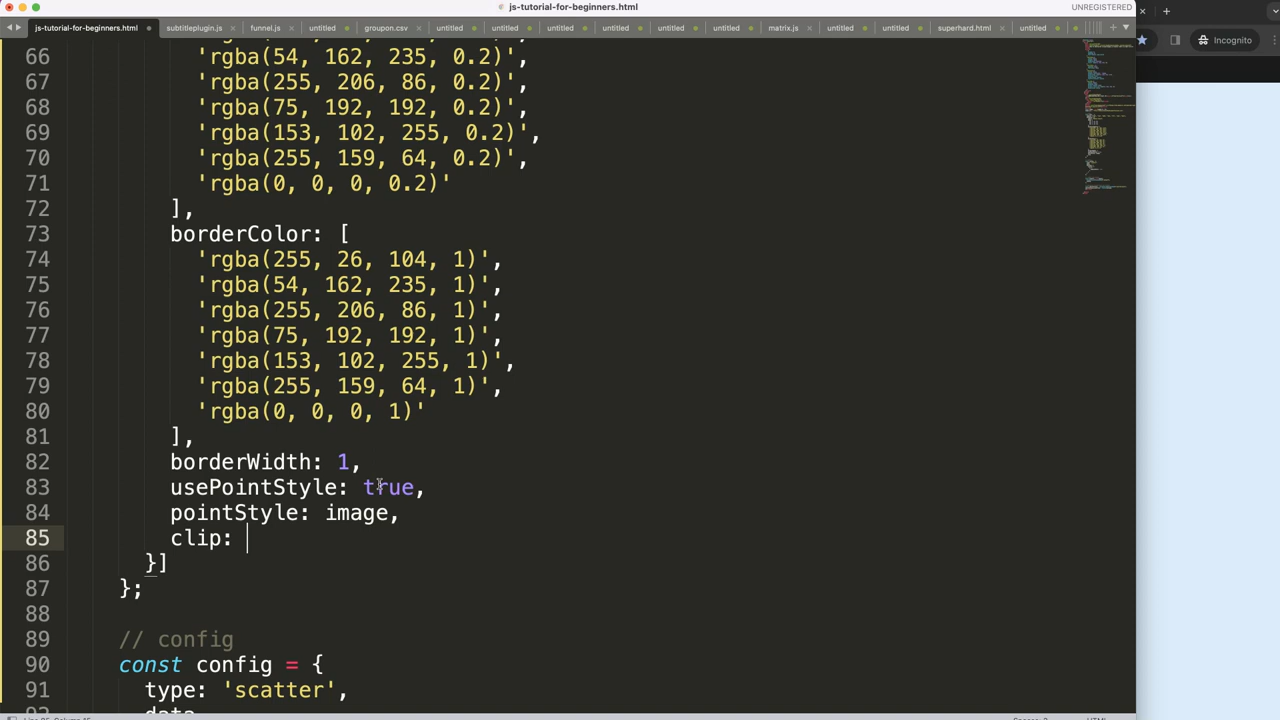 js-tutorial-for-beginners.html
UNREGISTERED
js-tutorial-for-beginners.html subtitleplugin.js funnel.js untitled groupon.csv untitled untitled untitled untitled untitled untitled matrix.js untitled untitled superhard.html untitled
Incognito
66 'rgba(54, 162, 235, 0.2)',
67 'rgba(255, 206, 86, 0.2)',
68 'rgba(75, 192, 192, 0.2)',
69 'rgba(153, 102, 255, 0.2)',
70 'rgba(255, 159, 64, 0.2)',
71 'rgba(0, 0, 0, 0.2)'
72 ],
73 borderColor: [
74 'rgba(255, 26, 104, 1)',
75 'rgba(54, 162, 235, 1)',
76 'rgba(255, 206, 86, 1)',
77 'rgba(75, 192, 192, 1)',
78 'rgba(153, 102, 255, 1)',
79 'rgba(255, 159, 64, 1)',
80 'rgba(0, 0, 0, 1)'
81 ],
82 borderWidth: 1,
83 usePointStyle: true,
84 pointStyle: image,
85 clip:
86 }]
87 };
88
89 // config
90 const config = {
91 type: 'scatter',
92 data